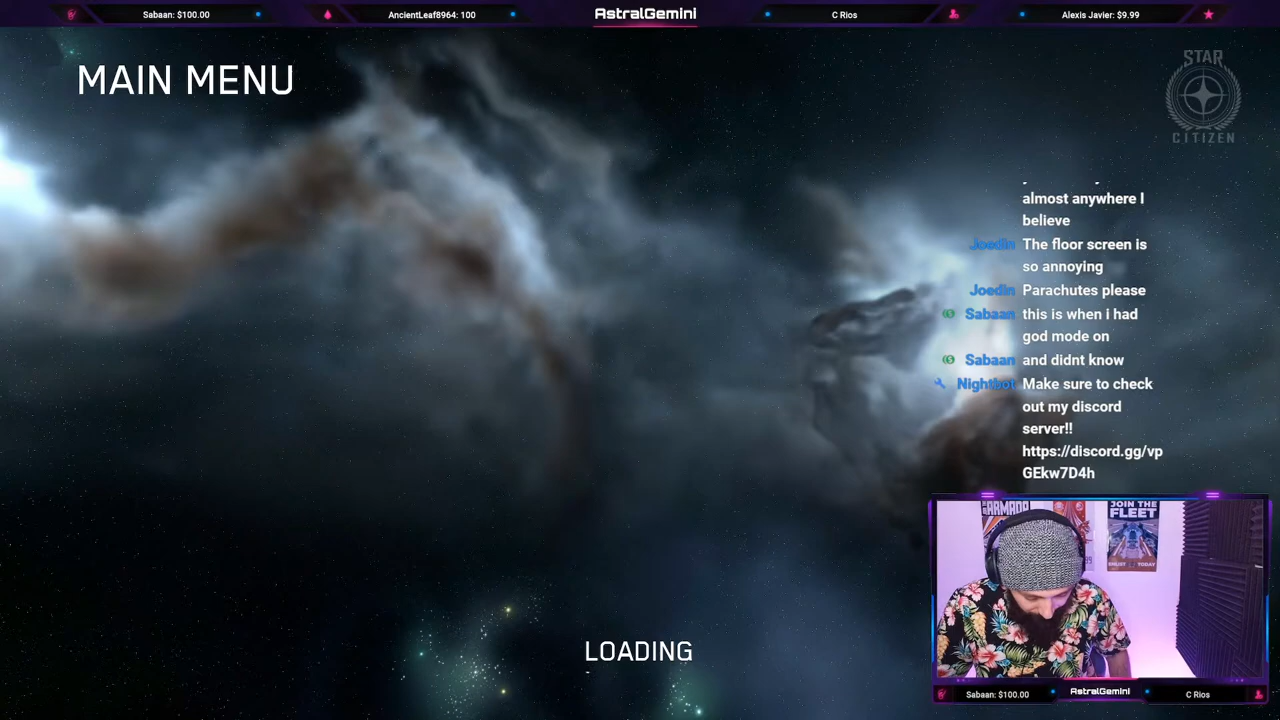 Sabaan: $100.00
AncientLeaf8964: 100
AstralGemini
C Rios
Alexis Javier: $9.99
MAIN MENU
STAR
CITIZEN
almost anywhere I
believe
Joedin The floor screen is
so annoying
Joedin Parachutes please
Sabaan this is when i had
god mode on
Sabaan and didnt know
Nightbot Make sure to check
out my discord
server!!
https://discord.gg/vp
GEkw7D4h
ARMADA
JOIN THE
FLEET
ENLIST TODAY
LOADING
Sabaan: $100.00
AstralGemini
C Rios